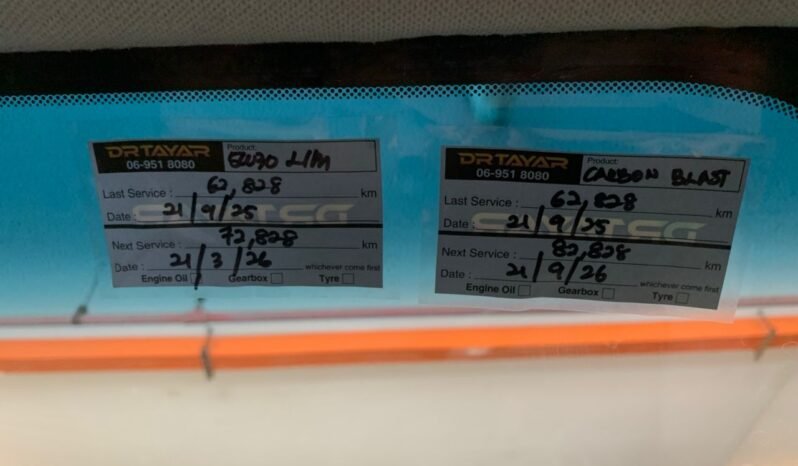 DRTAYAR
06-951 8080
Product:
Last Service : 62,828 km
Date : 21/9/25
Next Service : 72,828 km
Date : 21/3/26 whichever come first
Engine Oil Gearbox Tyre
DRTAYAR
06-951 8080
Product: CARBON BLAST
Last Service : 62,828 km
Date : 21/9/25
Next Service : 82,828 km
Date : 21/9/26 whichever come first
Engine Oil Gearbox Tyre